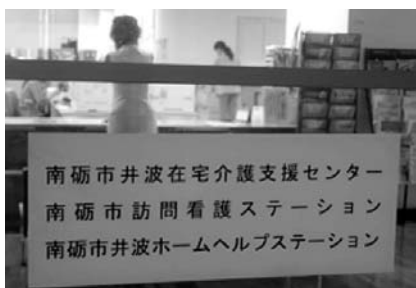 南砺市井波在宅介護支援センター
南砺市訪問看護ステーション
南砺市井波ホームヘルプステーション